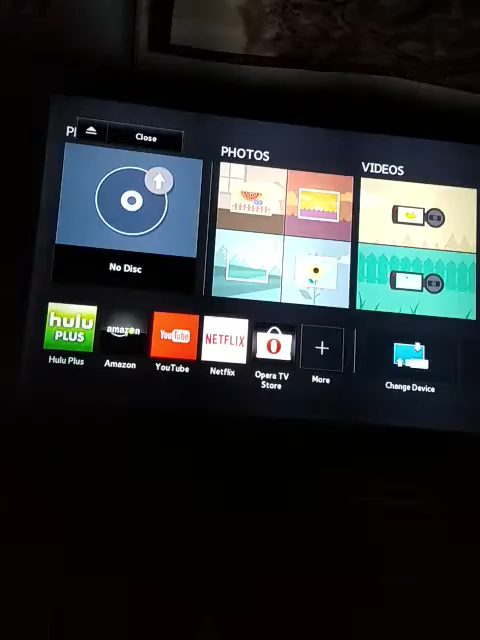 Close
PHOTOS
VIDEOS
No Disc
hulu
PLUS
amazon
YouTube
NETFLIX
Hulu Plus
Amazon
YouTube
Netflix
Opera TV
Store
More
Change Device